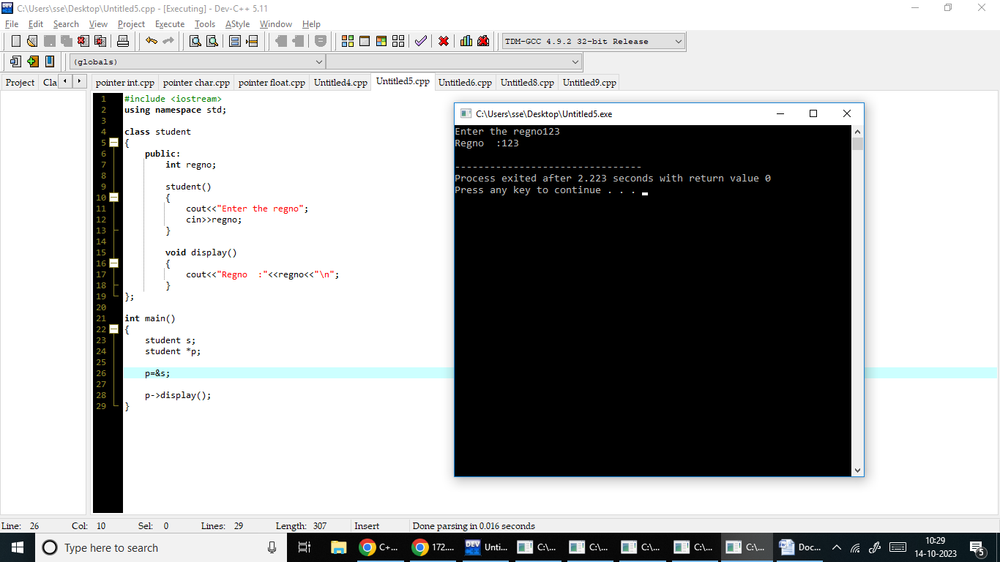 C:\Users\sse\Desktop\Untitled5.cpp - [Executing] - Dev-C++ 5.11
File Edit Search View Project Execute Tools AStyle Window Help
TDM-GCC 4.9.2 32-bit Release
(globals)
Project Cla
pointer int.cpp pointer char.cpp pointer float.cpp Untitled4.cpp Untitled5.cpp Untitled6.cpp Untitled8.cpp Untitled9.cpp
1 #include <iostream>
2 using namespace std;
3
4 class student
5 {
6 public:
7 int regno;
8
9 student()
10 {
11 cout<<"Enter the regno";
12 cin>>regno;
13 }
14
15 void display()
16 {
17 cout<<"Regno  :"<<regno<<"\n";
18 }
19 };
20
21 int main()
22 {
23 student s;
24 student *p;
25
26 p=&s;
27
28 p->display();
29 }
C:\Users\sse\Desktop\Untitled5.exe
Enter the regno123
Regno  :123
--------------------------------
Process exited after 2.223 seconds with return value 0
Press any key to continue . . .
Line: 26 Col: 10 Sel: 0 Lines: 29 Length: 307 Insert Done parsing in 0.016 seconds
Type here to search
DEV
C+...
172....
Unti...
C:\...
C:\...
C:\...
C:\...
C:\...
Doc...
10:29
14-10-2023
5